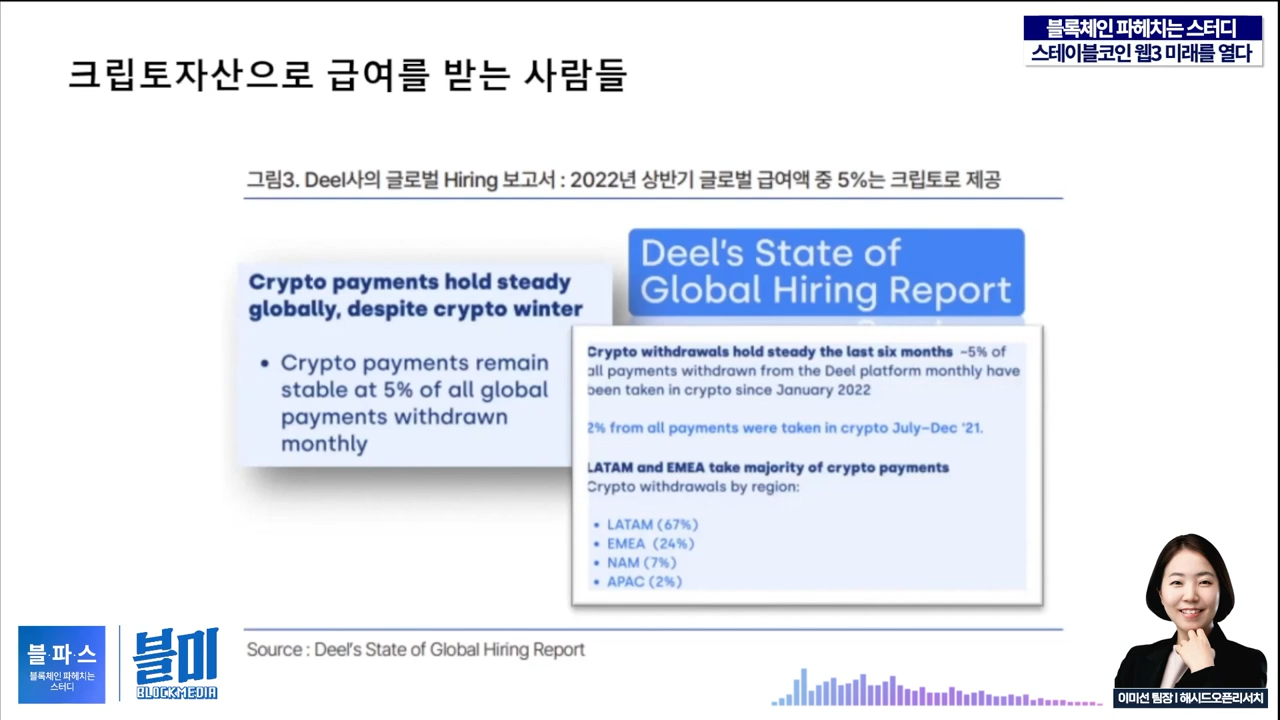 블록체인 파헤치는 스터디
스테이블코인 웹3 미래를 열다
크립토자산으로 급여를 받는 사람들
그림3. Deel사의 글로벌 Hiring 보고서 : 2022년 상반기 글로벌 급여액 중 5%는 크립토로 제공
Deel's State of
Global Hiring Report
Crypto payments hold steady
globally, despite crypto winter
• Crypto payments remain
stable at 5% of all global
payments withdrawn
monthly
Crypto withdrawals hold steady the last six months ~5% of
all payments withdrawn from the Deel platform monthly have
been taken in crypto since January 2022
2% from all payments were taken in crypto July–Dec '21.
LATAM and EMEA take majority of crypto payments
Crypto withdrawals by region:
• LATAM (67%)
• EMEA (24%)
• NAM (7%)
• APAC (2%)
Source : Deel's State of Global Hiring Report
블·파·스
블록체인 파헤치는
스터디
블미
BLOCKMEDIA
이미선 팀장 | 해시드오픈리서치